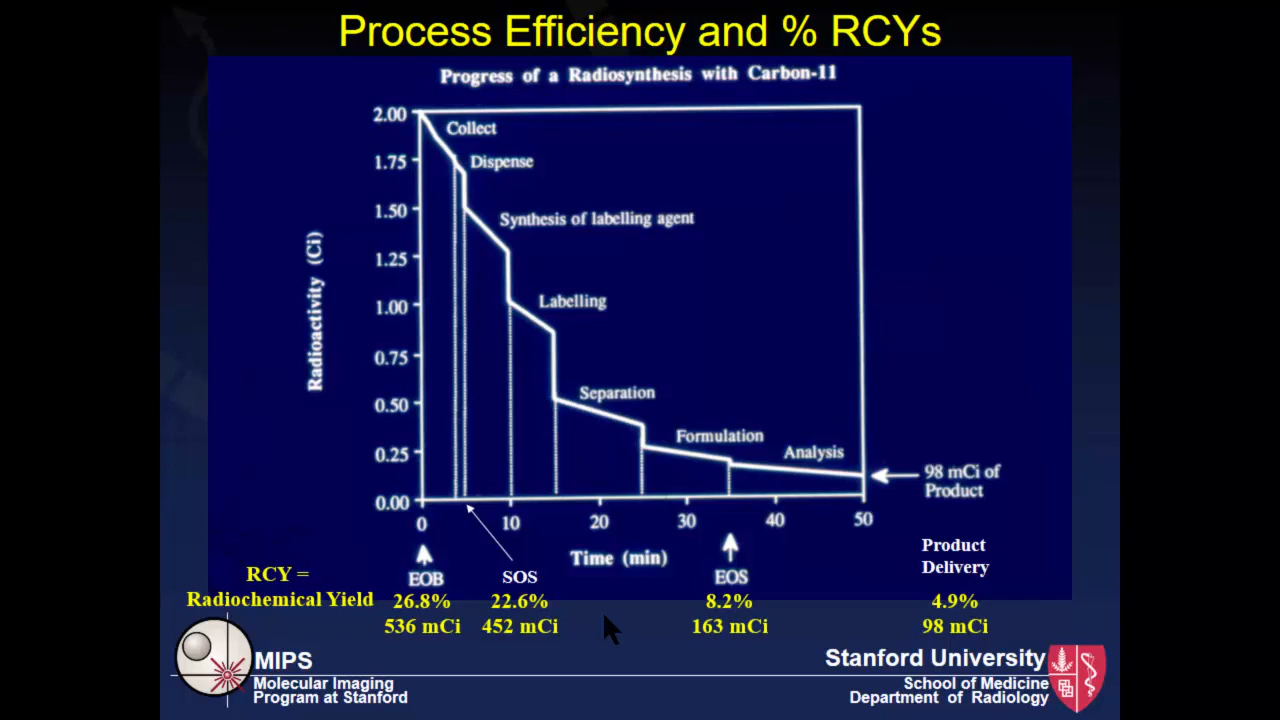 Process Efficiency and % RCYs
Progress of a Radiosynthesis with Carbon-11
2.00
1.75
1.50
1.25
1.00
0.75
0.50
0.25
0.00
Radioactivity (Ci)
Collect
Dispense
Synthesis of labelling agent
Labelling
Separation
Formulation
Analysis
98 mCi of
Product
0 10 20 30 40 50
Time (min)
EOB
SOS
EOS
Product
Delivery
RCY =
Radiochemical Yield
26.8% 22.6% 8.2% 4.9%
536 mCi 452 mCi 163 mCi 98 mCi
MIPS
Molecular Imaging
Program at Stanford
Stanford University
School of Medicine
Department of Radiology